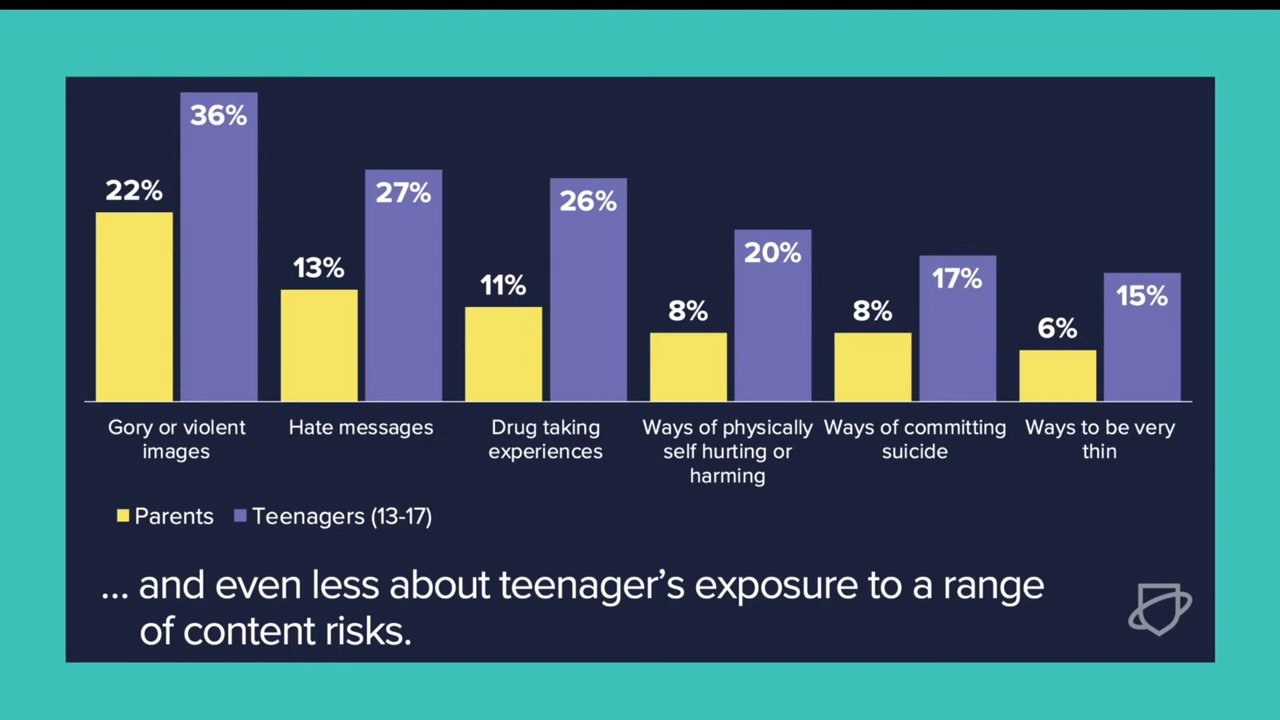 36%
22%
27%
13%
26%
11%
20%
8%
17%
8%
15%
6%
Gory or violent
images
Hate messages
Drug taking
experiences
Ways of physically
self hurting or
harming
Ways of committing
suicide
Ways to be very
thin
Parents
Teenagers (13-17)
... and even less about teenager’s exposure to a range
of content risks.